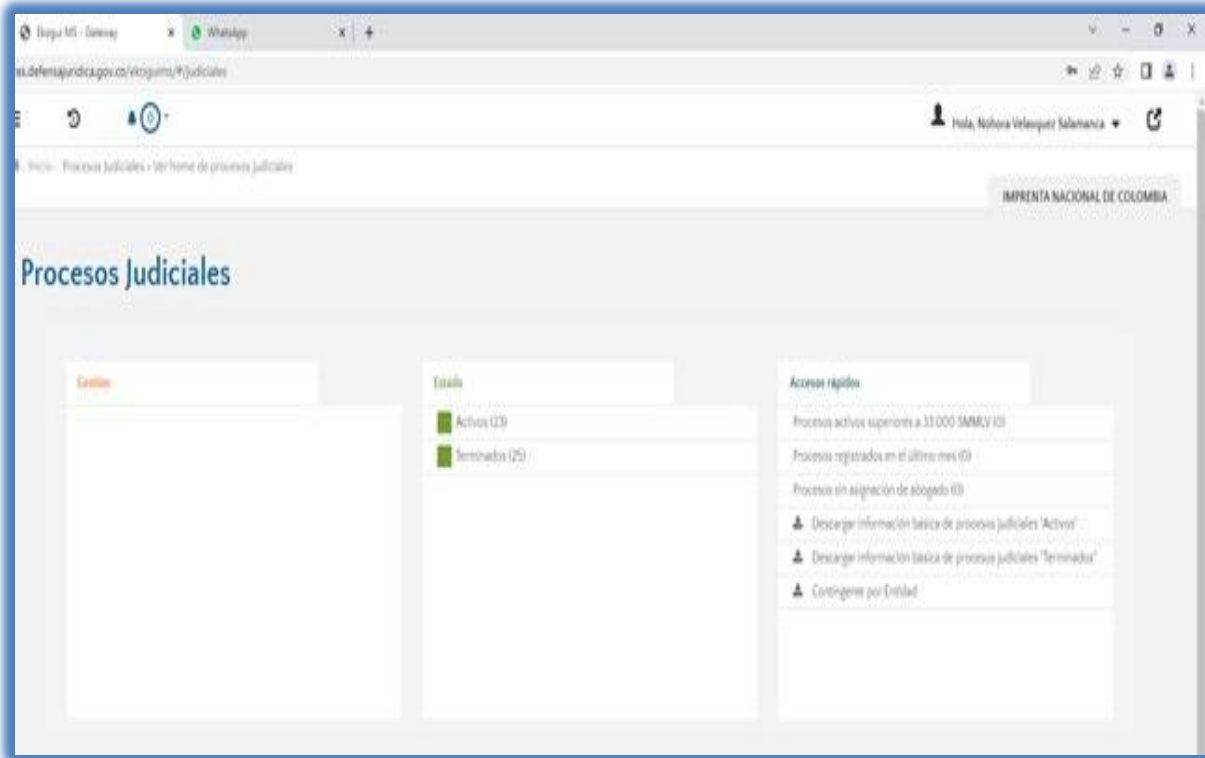 Ekogui MS - Gateway
WhatsApp
es.defensajuridica.gov.co/ekoguims/#/judiciales
0
Hola, Nohora Velasquez Salamanca
Inicio Procesos Judiciales » Ver home de procesos judiciales
IMPRENTA NACIONAL DE COLOMBIA
Procesos Judiciales
Gestión
Estado
Activos (23)
Terminados (25)
Accesos rápidos
Procesos activos superiores a 33.000 SMMLV (0)
Procesos registrados en el último mes (0)
Procesos sin asignación de abogado (0)
Descargar información básica de procesos judiciales "Activos"
Descargar información básica de procesos judiciales "Terminados"
Contingente por Entidad